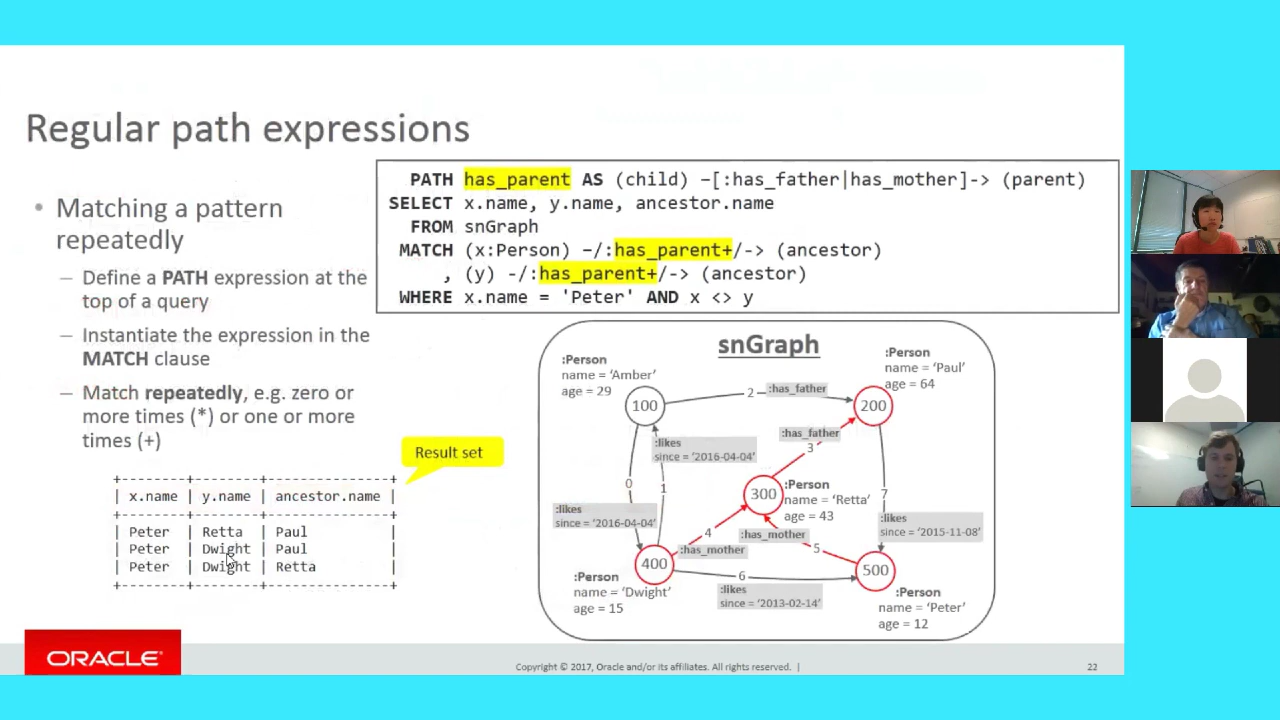 Regular path expressions
• Matching a pattern
repeatedly
– Define a PATH expression at the
top of a query
– Instantiate the expression in the
MATCH clause
– Match repeatedly, e.g. zero or
more times (*) or one or more
times (+)
PATH has_parent AS (child) –[:has_father|has_mother]-> (parent)
SELECT x.name, y.name, ancestor.name
FROM snGraph
MATCH (x:Person) –/:has_parent+/-> (ancestor)
, (y) -/:has_parent+/-> (ancestor)
WHERE x.name = 'Peter' AND x <> y
Result set
+---------+--------+---------------+
| x.name | y.name | ancestor.name |
+---------+--------+---------------+
| Peter | Retta | Paul |
| Peter | Dwight | Paul |
| Peter | Dwight | Retta |
+---------+--------+---------------+
snGraph
:Person
name = ‘Amber’
age = 29
100
2
:has_father
:Person
name = ‘Paul’
age = 64
200
:likes
since = ‘2016-04-04’
:has_father
3
0
1
300
:Person
name = ‘Retta’
age = 43
7
:likes
since = ‘2016-04-04’
:likes
since = ‘2015-11-08’
4
:has_mother
:has_mother
5
400
6
500
:Person
name = ‘Dwight’
age = 15
:likes
since = ‘2013-02-14’
:Person
name = ‘Peter’
age = 12
ORACLE
Copyright © 2017, Oracle and/or its affiliates. All rights reserved. |
22